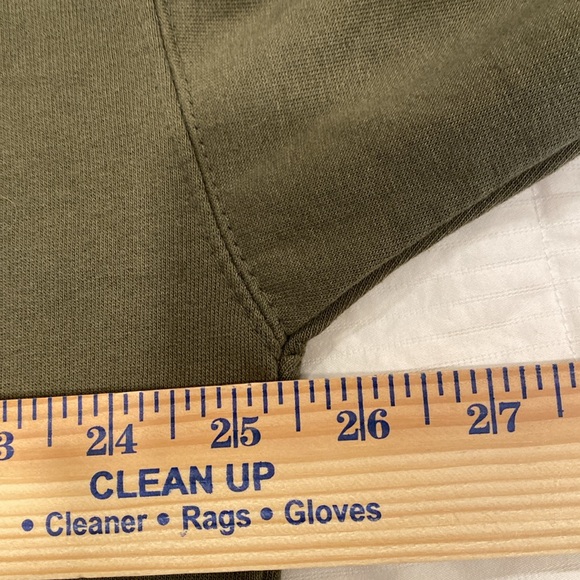 3 24 25 26 27
CLEAN UP
• Cleaner • Rags • Gloves